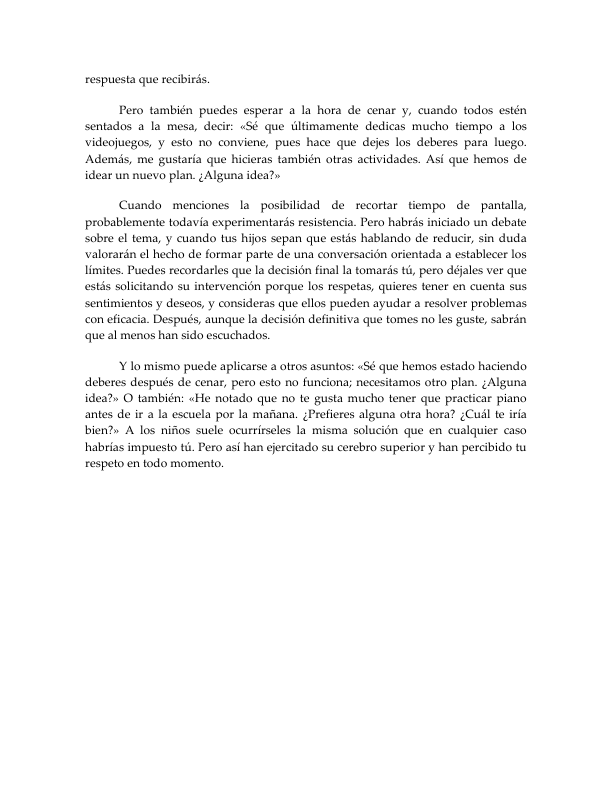 respuesta que recibirás.
Pero también puedes esperar a la hora de cenar y, cuando todos estén
sentados a la mesa, decir: «Sé que últimamente dedicas mucho tiempo a los
videojuegos, y esto no conviene, pues hace que dejes los deberes para luego.
Además, me gustaría que hicieras también otras actividades. Así que hemos de
idear un nuevo plan. ¿Alguna idea?»
Cuando menciones la posibilidad de recortar tiempo de pantalla,
probablemente todavía experimentarás resistencia. Pero habrás iniciado un debate
sobre el tema, y cuando tus hijos sepan que estás hablando de reducir, sin duda
valorarán el hecho de formar parte de una conversación orientada a establecer los
límites. Puedes recordarles que la decisión final la tomarás tú, pero déjales ver que
estás solicitando su intervención porque los respetas, quieres tener en cuenta sus
sentimientos y deseos, y consideras que ellos pueden ayudar a resolver problemas
con eficacia. Después, aunque la decisión definitiva que tomes no les guste, sabrán
que al menos han sido escuchados.
Y lo mismo puede aplicarse a otros asuntos: «Sé que hemos estado haciendo
deberes después de cenar, pero esto no funciona; necesitamos otro plan. ¿Alguna
idea?» O también: «He notado que no te gusta mucho tener que practicar piano
antes de ir a la escuela por la mañana. ¿Prefieres alguna otra hora? ¿Cuál te iría
bien?» A los niños suele ocurrírseles la misma solución que en cualquier caso
habrías impuesto tú. Pero así han ejercitado su cerebro superior y han percibido tu
respeto en todo momento.